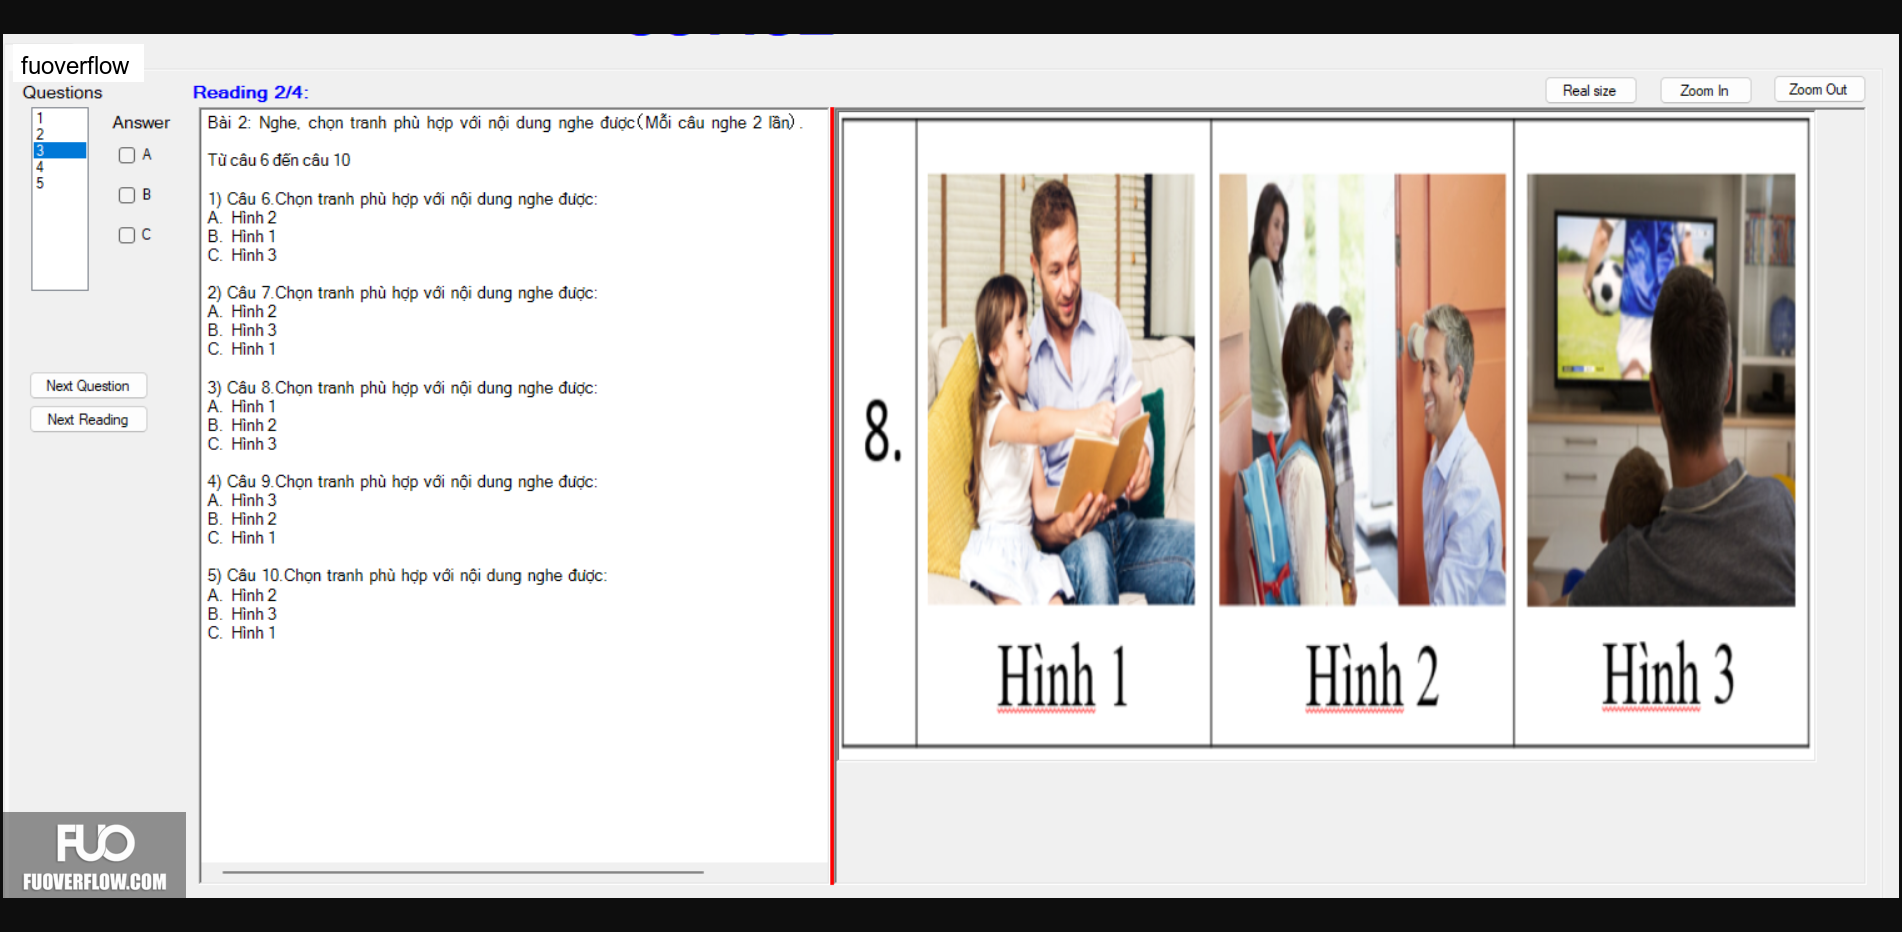 fuoverflow
Questions
Reading 2/4:
Real size
Zoom In
Zoom Out
1
2
3
4
5
Answer
A
B
C
Next Question
Next Reading
Bài 2: Nghe, chọn tranh phù hợp với nội dung nghe được(Mỗi câu nghe 2 lần).
Từ câu 6 đến câu 10
1) Câu 6.Chọn tranh phù hợp với nội dung nghe được:
A. Hình 2
B. Hình 1
C. Hình 3
2) Câu 7.Chọn tranh phù hợp với nội dung nghe được:
A. Hình 2
B. Hình 3
C. Hình 1
3) Câu 8.Chọn tranh phù hợp với nội dung nghe được:
A. Hình 1
B. Hình 2
C. Hình 3
4) Câu 9.Chọn tranh phù hợp với nội dung nghe được:
A. Hình 3
B. Hình 2
C. Hình 1
5) Câu 10.Chọn tranh phù hợp với nội dung nghe được:
A. Hình 2
B. Hình 3
C. Hình 1
8.
Hình 1
Hình 2
Hình 3
FUO
FUOVERFLOW.COM